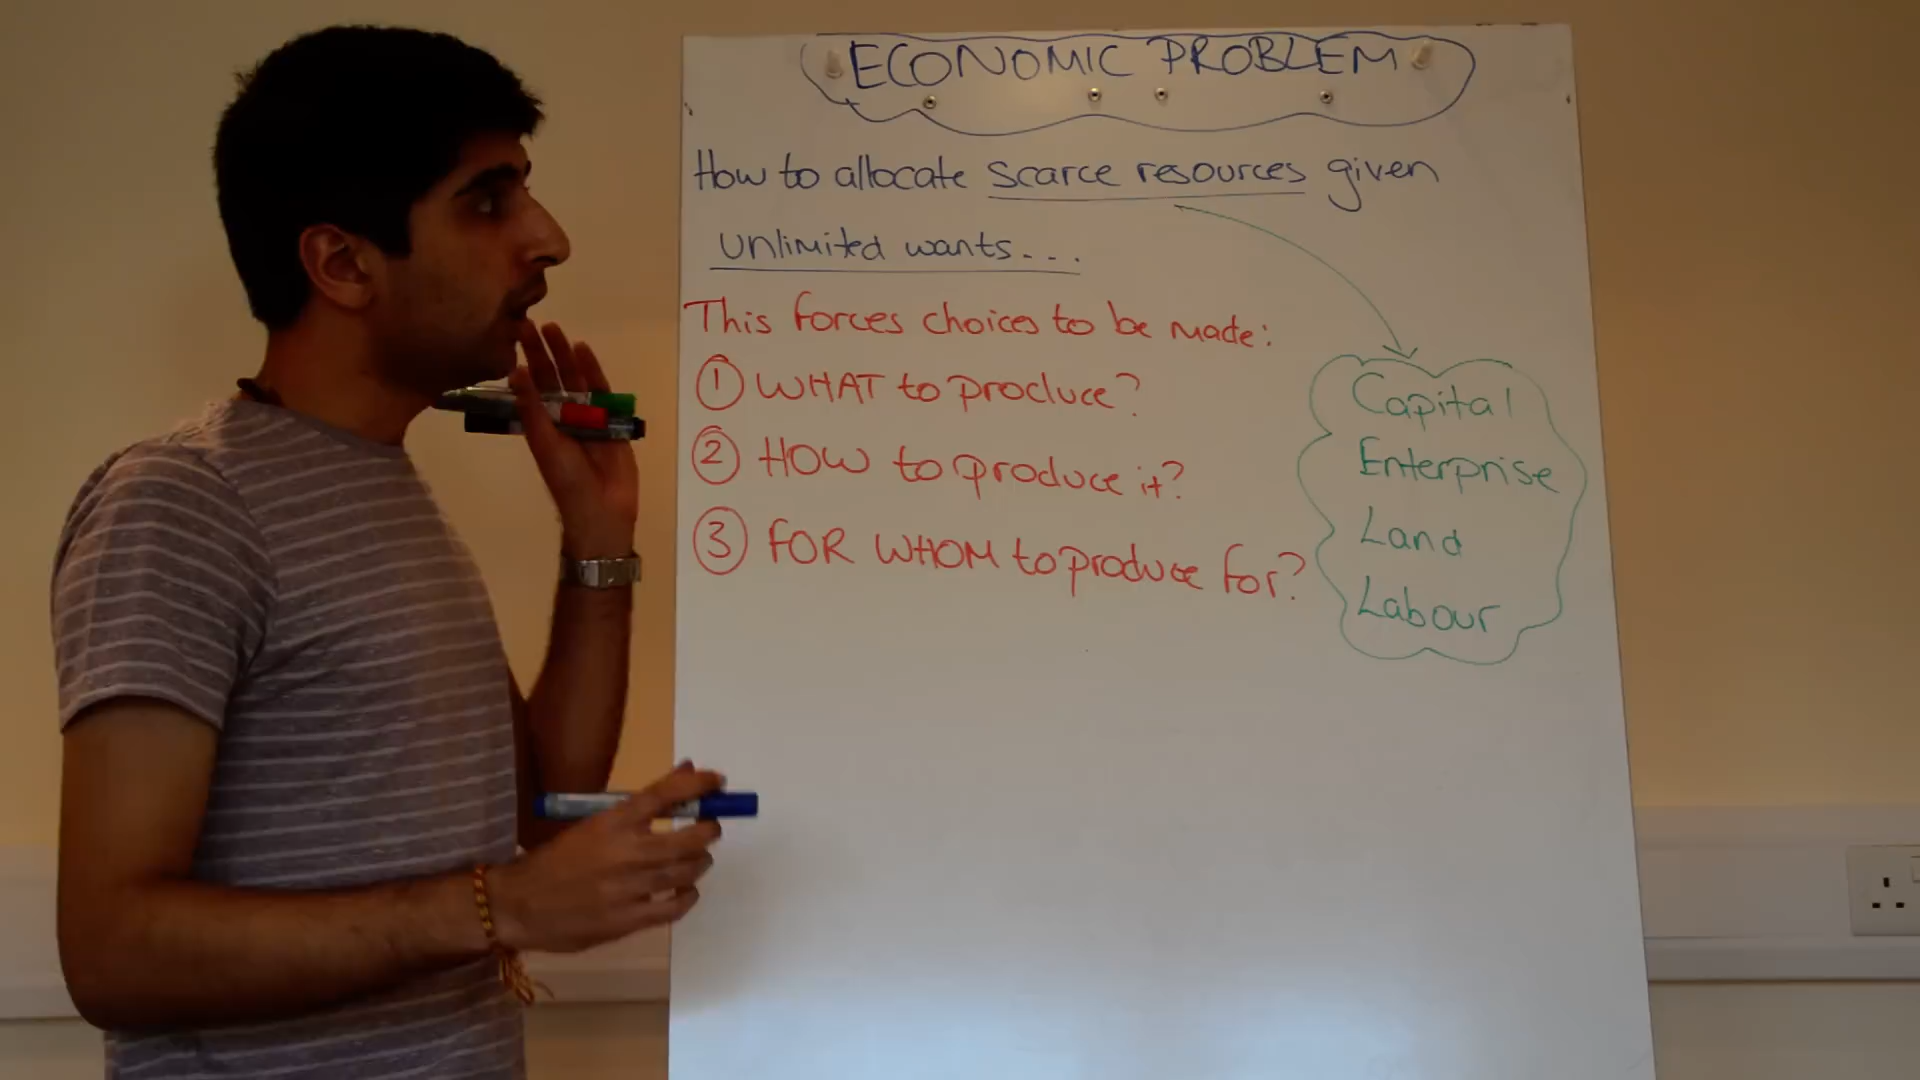 ECONOMIC PROBLEM
How to allocate scarce resources given
unlimited wants...
This forces choices to be made:
① WHAT to produce?
② HOW to produce it?
③ FOR WHOM to produce for?
Capital
Enterprise
Land
Labour